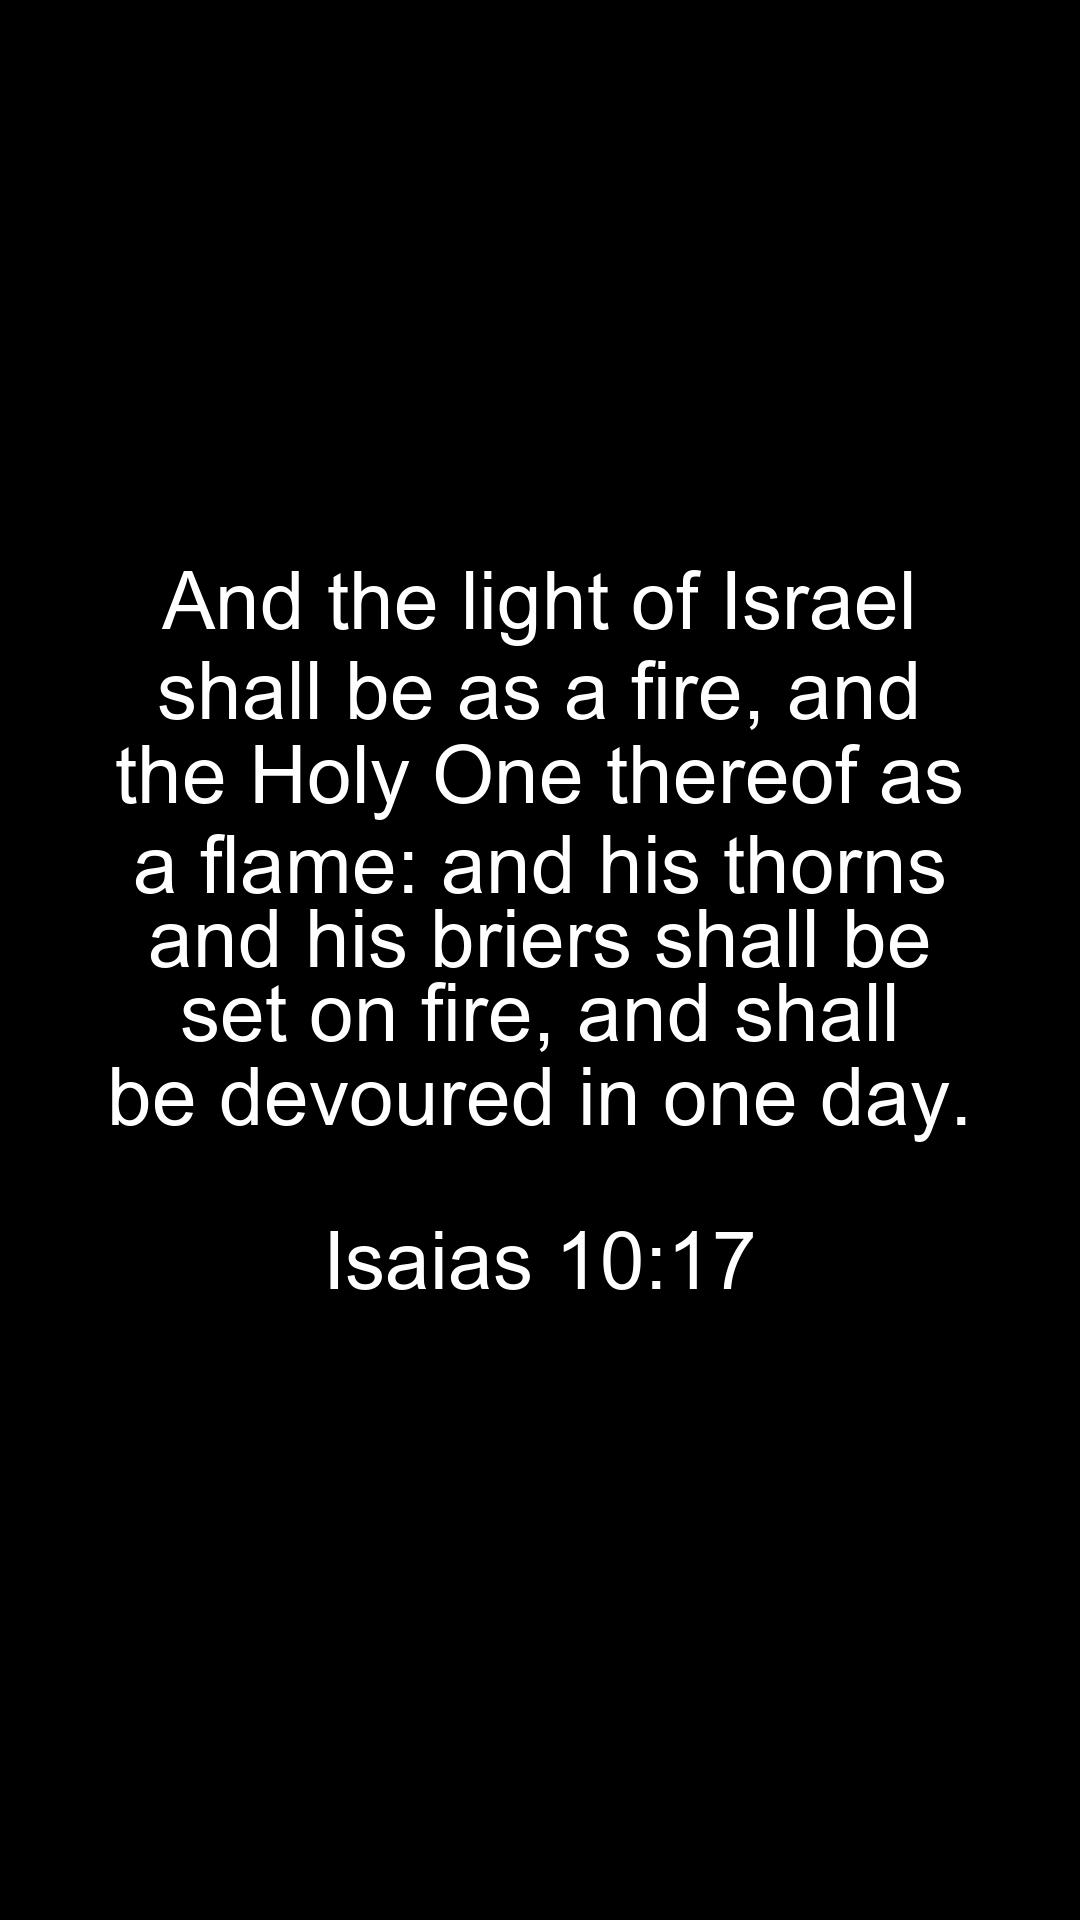 And the light of Israel
shall be as a fire, and
the Holy One thereof as
a flame: and his thorns
and his briers shall be
set on fire, and shall
be devoured in one day.
Isaias 10:17